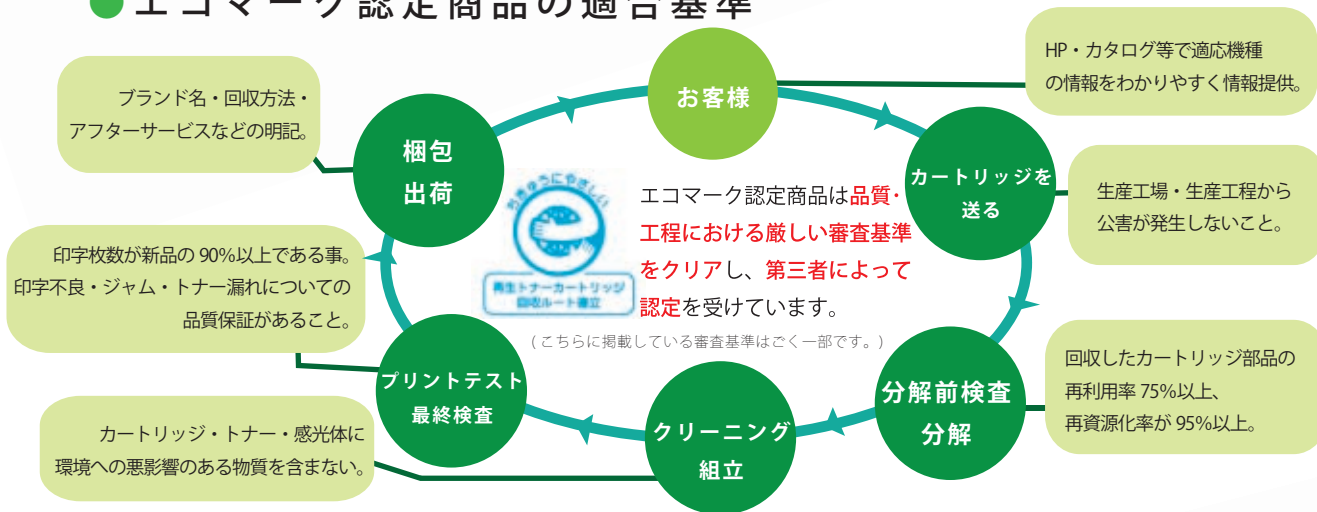 ●エコマーク認定商品の適合基準
お客様
HP・カタログ等で適応機種
の情報をわかりやすく情報提供。
ブランド名・回収方法・
アフターサービスなどの明記。
梱包
出荷
カートリッジを
送る
生産工場・生産工程から
公害が発生しないこと。
ちきゅうにやさしい
再生トナーカートリッジ
回収ルート確立
エコマーク認定商品は品質・
工程における厳しい審査基準
をクリアし、第三者によって
認定を受けています。
(こちらに掲載している審査基準はごく一部です。)
印字枚数が新品の 90%以上である事。
印字不良・ジャム・トナー漏れについての
品質保証があること。
プリントテスト
最終検査
分解前検査
分解
回収したカートリッジ部品の
再利用率 75%以上、
再資源化率が 95%以上。
クリーニング
組立
カートリッジ・トナー・感光体に
環境への悪影響のある物質を含まない。